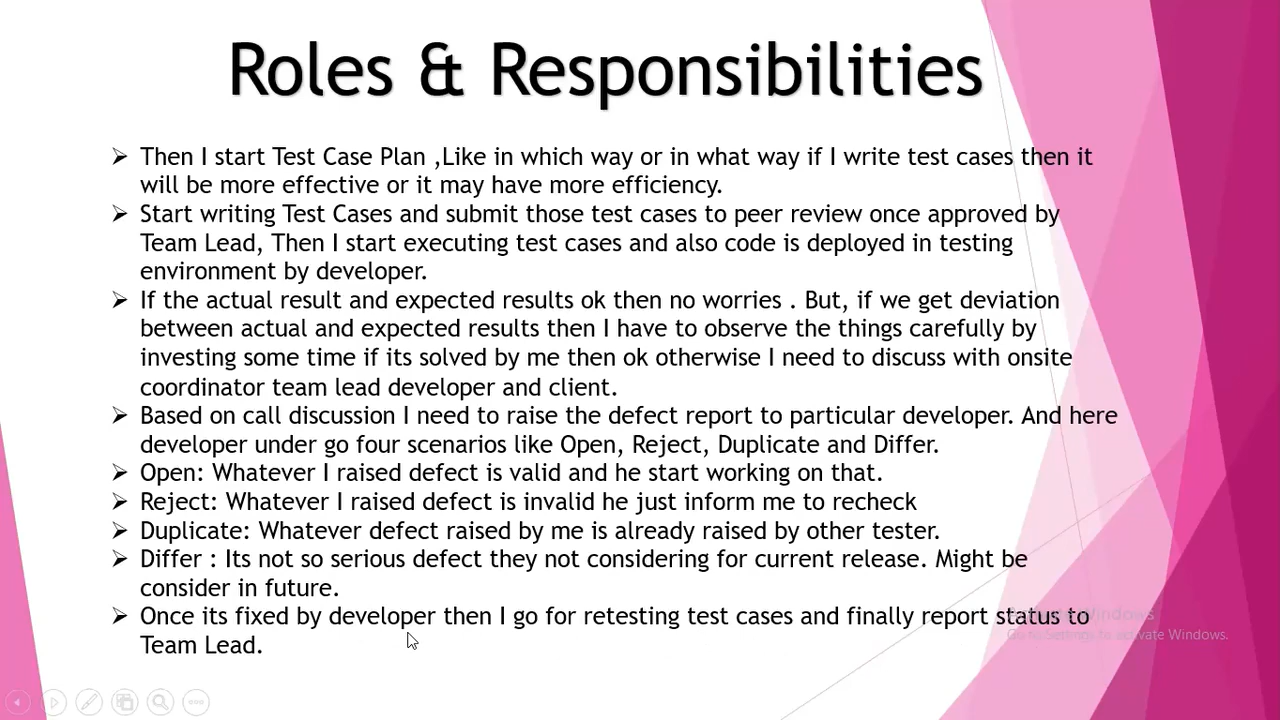 Roles & Responsibilities
➢ Then I start Test Case Plan ,Like in which way or in what way if I write test cases then it
will be more effective or it may have more efficiency.
➢ Start writing Test Cases and submit those test cases to peer review once approved by
Team Lead, Then I start executing test cases and also code is deployed in testing
environment by developer.
➢ If the actual result and expected results ok then no worries . But, if we get deviation
between actual and expected results then I have to observe the things carefully by
investing some time if its solved by me then ok otherwise I need to discuss with onsite
coordinator team lead developer and client.
➢ Based on call discussion I need to raise the defect report to particular developer. And here
developer under go four scenarios like Open, Reject, Duplicate and Differ.
➢ Open: Whatever I raised defect is valid and he start working on that.
➢ Reject: Whatever I raised defect is invalid he just inform me to recheck
➢ Duplicate: Whatever defect raised by me is already raised by other tester.
➢ Differ : Its not so serious defect they not considering for current release. Might be
consider in future.
➢ Once its fixed by developer then I go for retesting test cases and finally report status to
Team Lead.
Activate Windows
Go to Settings to activate Windows.